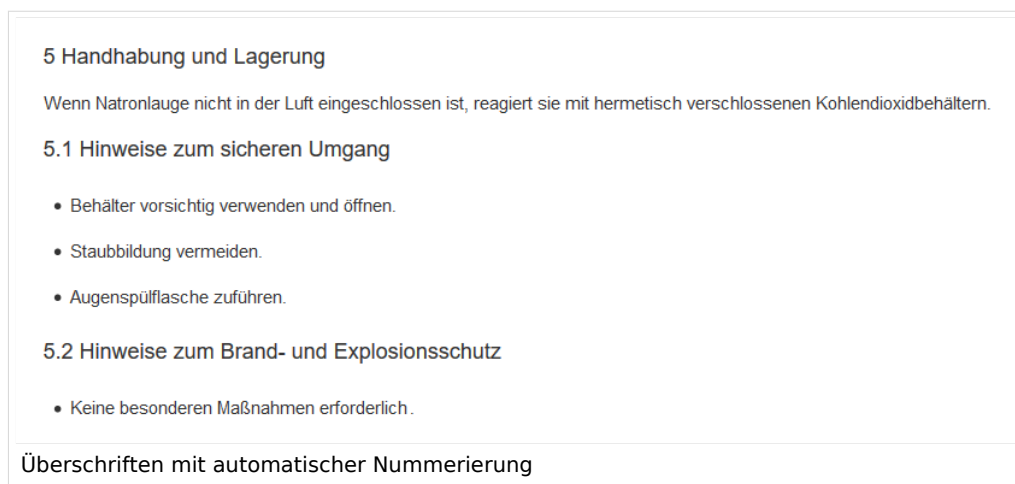 5 Handhabung und Lagerung
Wenn Natronlauge nicht in der Luft eingeschlossen ist, reagiert sie mit hermetisch verschlossenen Kohlendioxidbehältern.
5.1 Hinweise zum sicheren Umgang
• Behälter vorsichtig verwenden und öffnen.
• Staubbildung vermeiden.
• Augenspülflasche zuführen.
5.2 Hinweise zum Brand- und Explosionsschutz
• Keine besonderen Maßnahmen erforderlich.
Überschriften mit automatischer Nummerierung